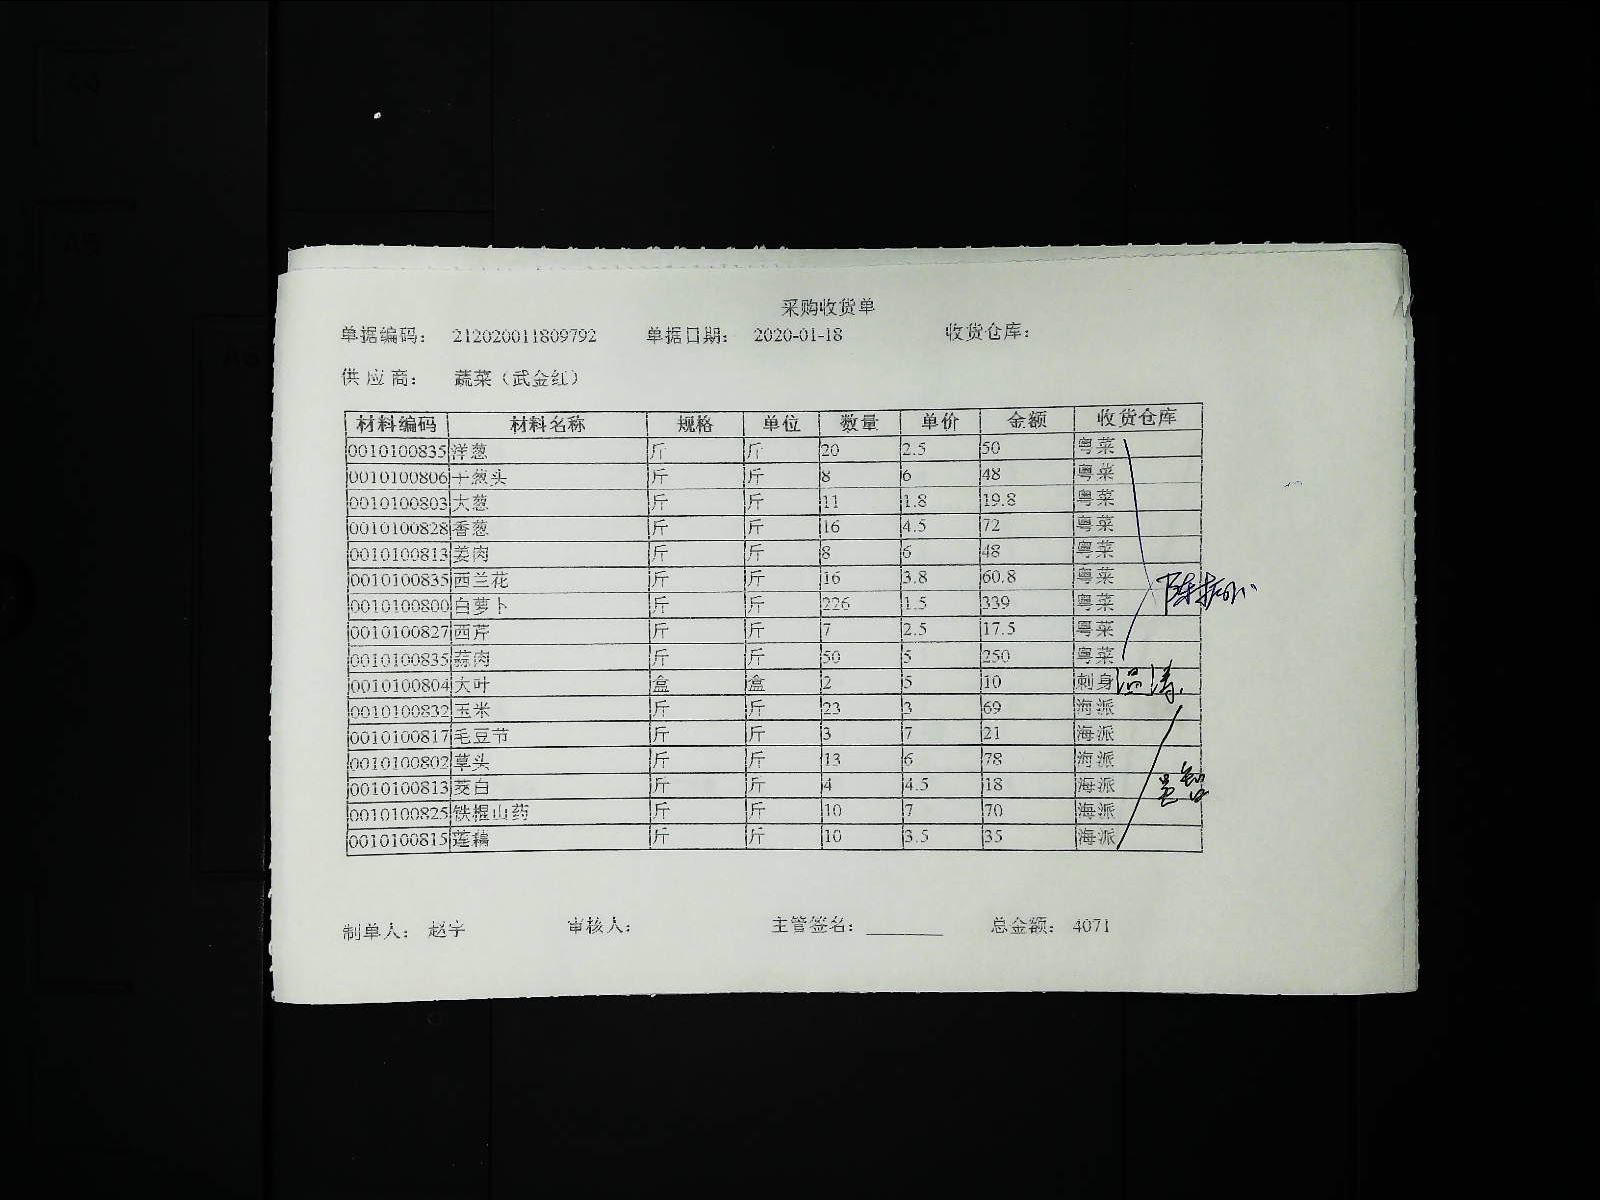 采购收货单
单据编码： 212020011809792 单据日期： 2020-01-18 收货仓库：
供 应 商： 蔬菜（武金红）
材料编码 材料名称 规格 单位 数量 单价 金额 收货仓库
0010100835 洋葱 斤 斤 20 2.5 50 粤菜
0010100806 干葱头 斤 斤 8 6 48 粤菜
0010100803 大葱 斤 斤 11 1.8 19.8 粤菜
0010100828 香葱 斤 斤 16 4.5 72 粤菜
0010100813 姜肉 斤 斤 8 6 48 粤菜
0010100835 西兰花 斤 斤 16 3.8 60.8 粤菜
0010100800 白萝卜 斤 斤 226 1.5 339 粤菜
0010100827 西芹 斤 斤 7 2.5 17.5 粤菜
0010100835 蒜肉 斤 斤 50 5 250 粤菜
0010100804 大叶 盒 盒 2 5 10 刺身 温涛
0010100832 玉米 斤 斤 23 3 69 海派
0010100817 毛豆节 斤 斤 3 7 21 海派
0010100802 草头 斤 斤 13 6 78 海派
0010100813 茭白 斤 斤 4 4.5 18 海派
0010100825 铁棍山药 斤 斤 10 7 70 海派
0010100815 莲藕 斤 斤 10 3.5 35 海派
制单人： 赵宇 审核人： 主管签名： 总金额： 4071